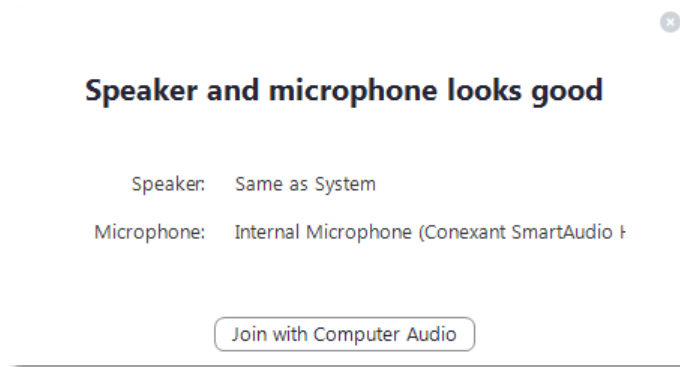 Speaker and microphone looks good
Speaker: Same as System
Microphone: Internal Microphone (Conexant SmartAudio
Join with Computer Audio